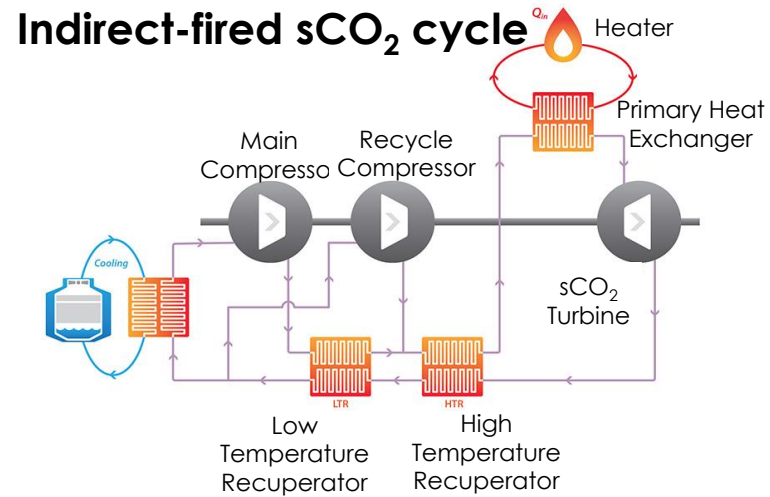 Indirect-fired sCO₂ cycle
Qin
Heater
Primary Heat
Exchanger
Main
Compresso
Recycle
Compressor
Cooling
sCO₂
Turbine
LTR
HTR
Low
Temperature
Recuperator
High
Temperature
Recuperator